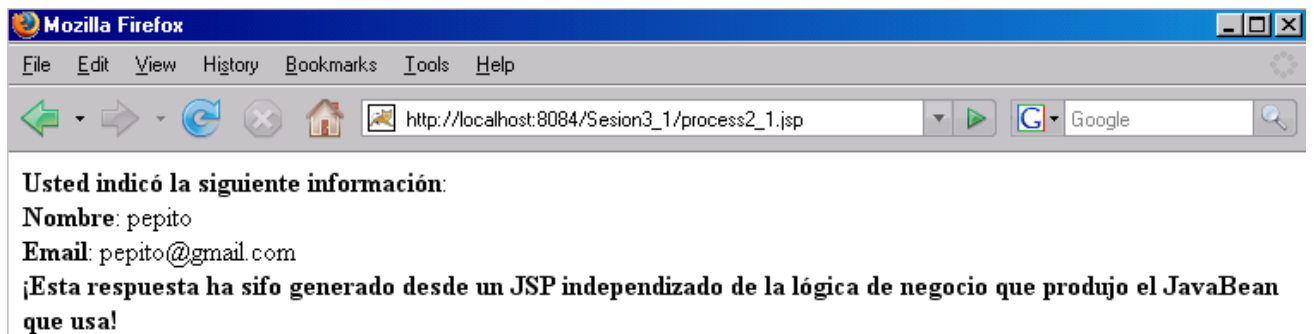 Mozilla Firefox
File Edit View History Bookmarks Tools Help
http://localhost:8084/Sesion3_1/process2_1.jsp G Google
Usted indicó la siguiente información:
Nombre: pepito
Email: pepito@gmail.com
¡Esta respuesta ha sifo generado desde un JSP independizado de la lógica de negocio que produjo el JavaBean
que usa!